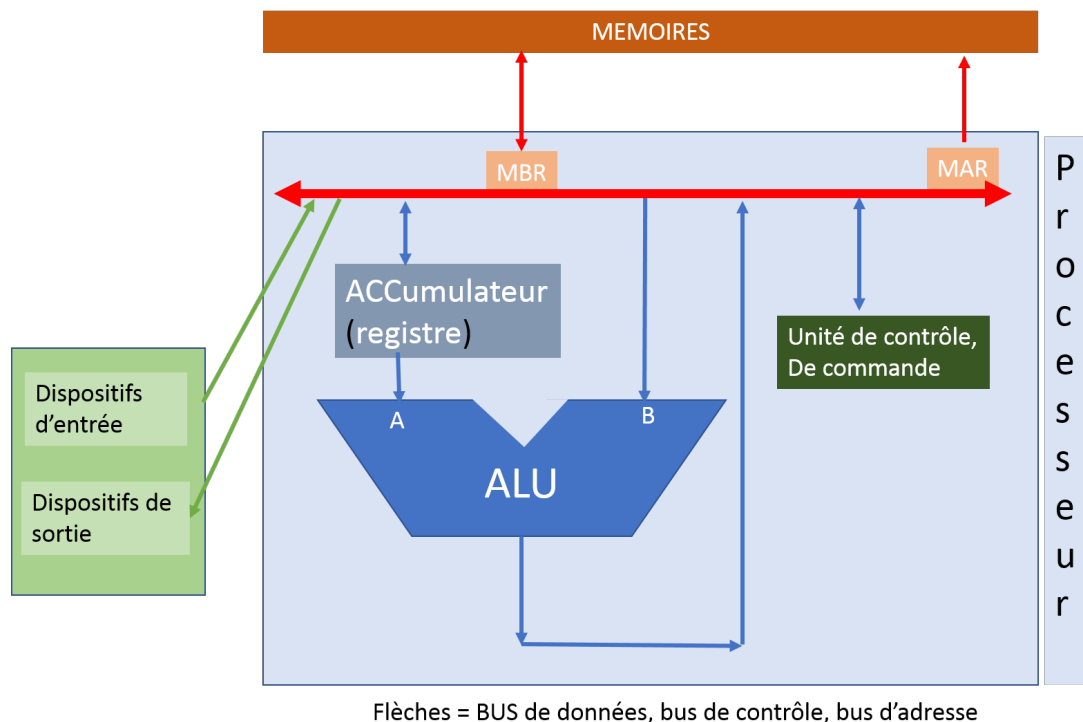 MEMOIRES
MBR
MAR
Processeur
ACCumulateur
(registre)
Unité de contrôle,
De commande
Dispositifs
d’entrée
A
B
ALU
Dispositifs de
sortie
Flèches = BUS de données, bus de contrôle, bus d’adresse